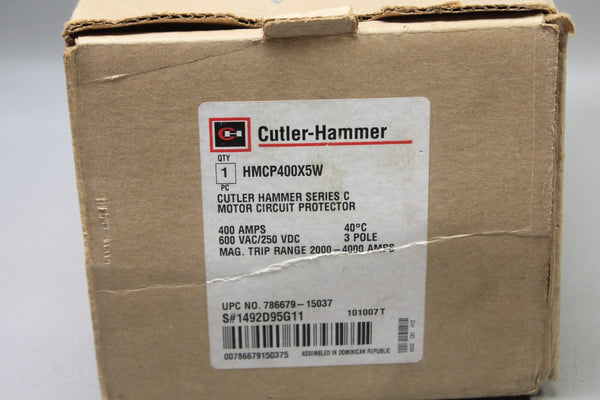 Cutler-Hammer
QTY
1 HMCP400X5W
PC
CUTLER HAMMER SERIES C
MOTOR CIRCUIT PROTECTOR
400 AMPS 40°C
600 VAC/250 VDC 3 POLE
MAG. TRIP RANGE 2000-4000 AMPS
UPC NO. 786679-15037
S#1492D95G11 101007T
00786679150375 ASSEMBLED IN DOMINICAN REPUBLIC